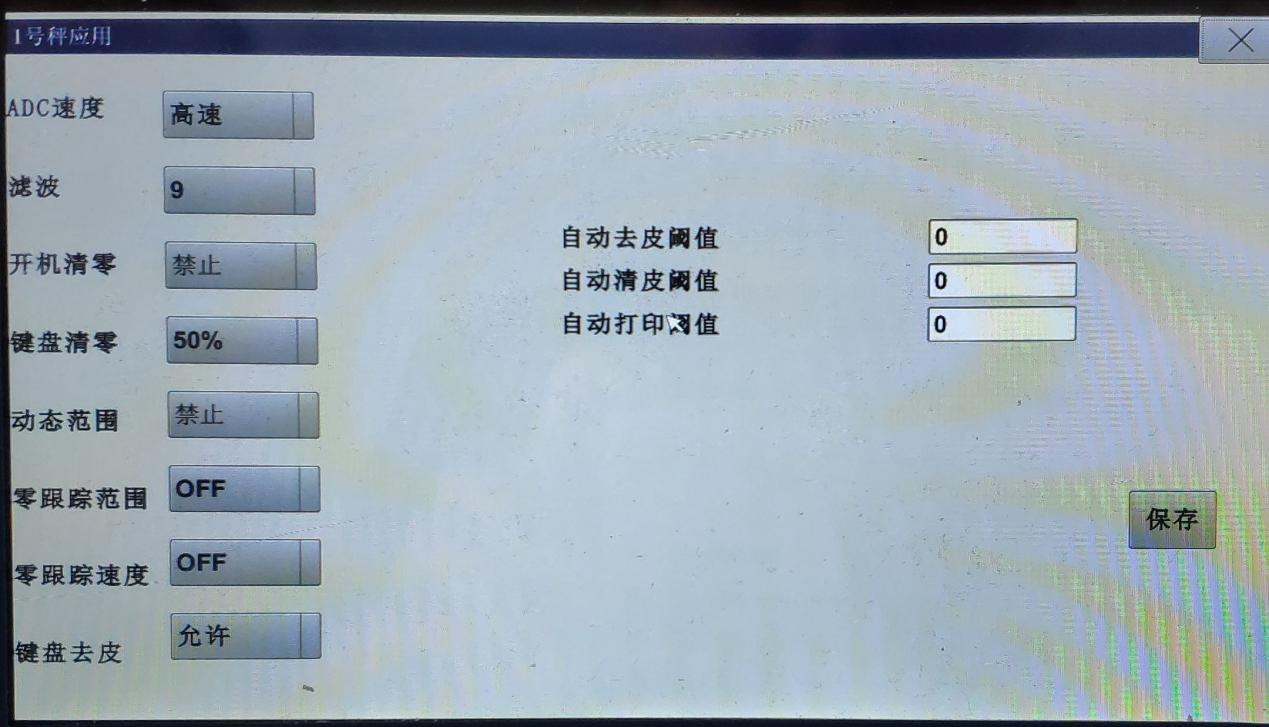 1号秤应用
ADC速度 高速
滤波 9
开机清零 禁止
键盘清零 50%
动态范围 禁止
零跟踪范围 OFF
零跟踪速度 OFF
键盘去皮 允许
自动去皮阈值 0
自动清皮阈值 0
自动打印阈值 0
保存